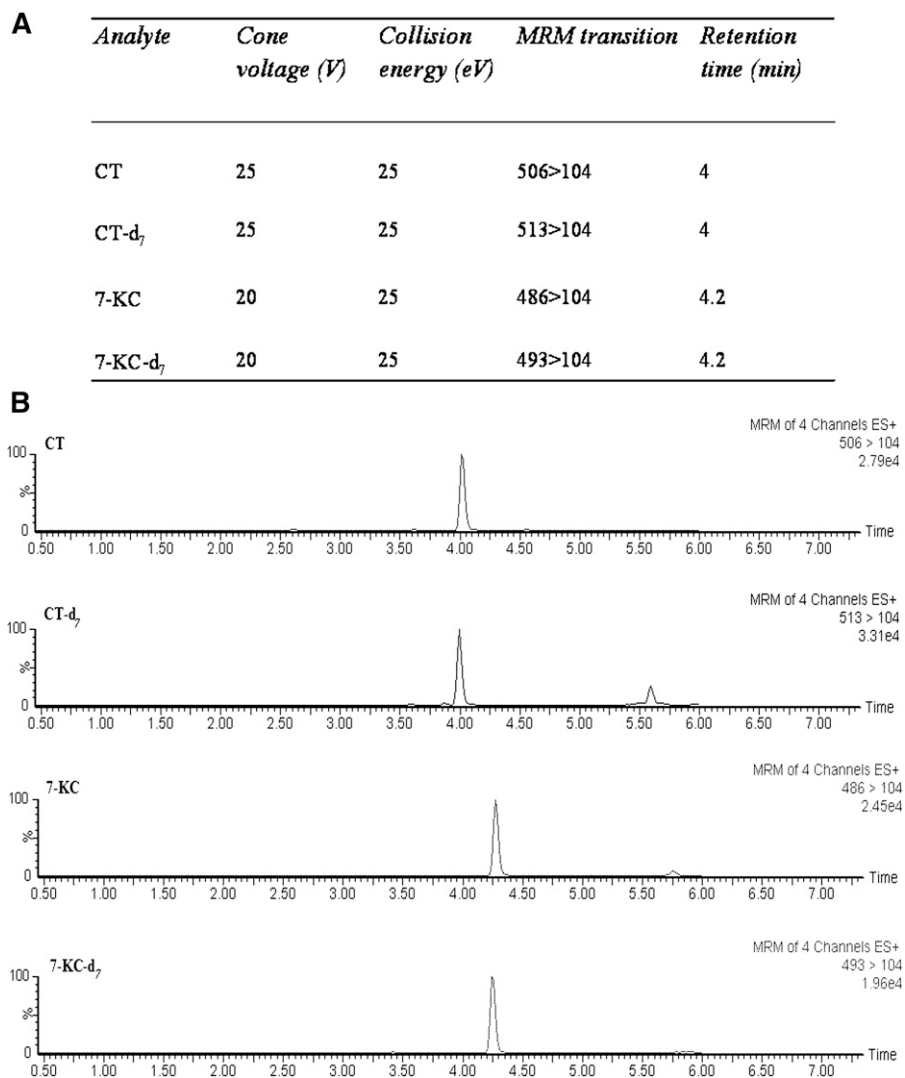 A
Analyte Cone voltage (V) Collision energy (eV) MRM transition Retention time (min)
CT 25 25 506>104 4
CT-d₇ 25 25 513>104 4
7-KC 20 25 486>104 4.2
7-KC-d₇ 20 25 493>104 4.2
B
CT
MRM of 4 Channels ES+
506 > 104
2.79e4
100
%
0
0.50 1.00 1.50 2.00 2.50 3.00 3.50 4.00 4.50 5.00 5.50 6.00 6.50 7.00 Time
CT-d₇
MRM of 4 Channels ES+
513 > 104
3.31e4
100
%
0
0.50 1.00 1.50 2.00 2.50 3.00 3.50 4.00 4.50 5.00 5.50 6.00 6.50 7.00 Time
7-KC
MRM of 4 Channels ES+
486 > 104
2.45e4
100
%
0
0.50 1.00 1.50 2.00 2.50 3.00 3.50 4.00 4.50 5.00 5.50 6.00 6.50 7.00 Time
7-KC-d₇
MRM of 4 Channels ES+
493 > 104
1.96e4
100
%
0
0.50 1.00 1.50 2.00 2.50 3.00 3.50 4.00 4.50 5.00 5.50 6.00 6.50 7.00 Time